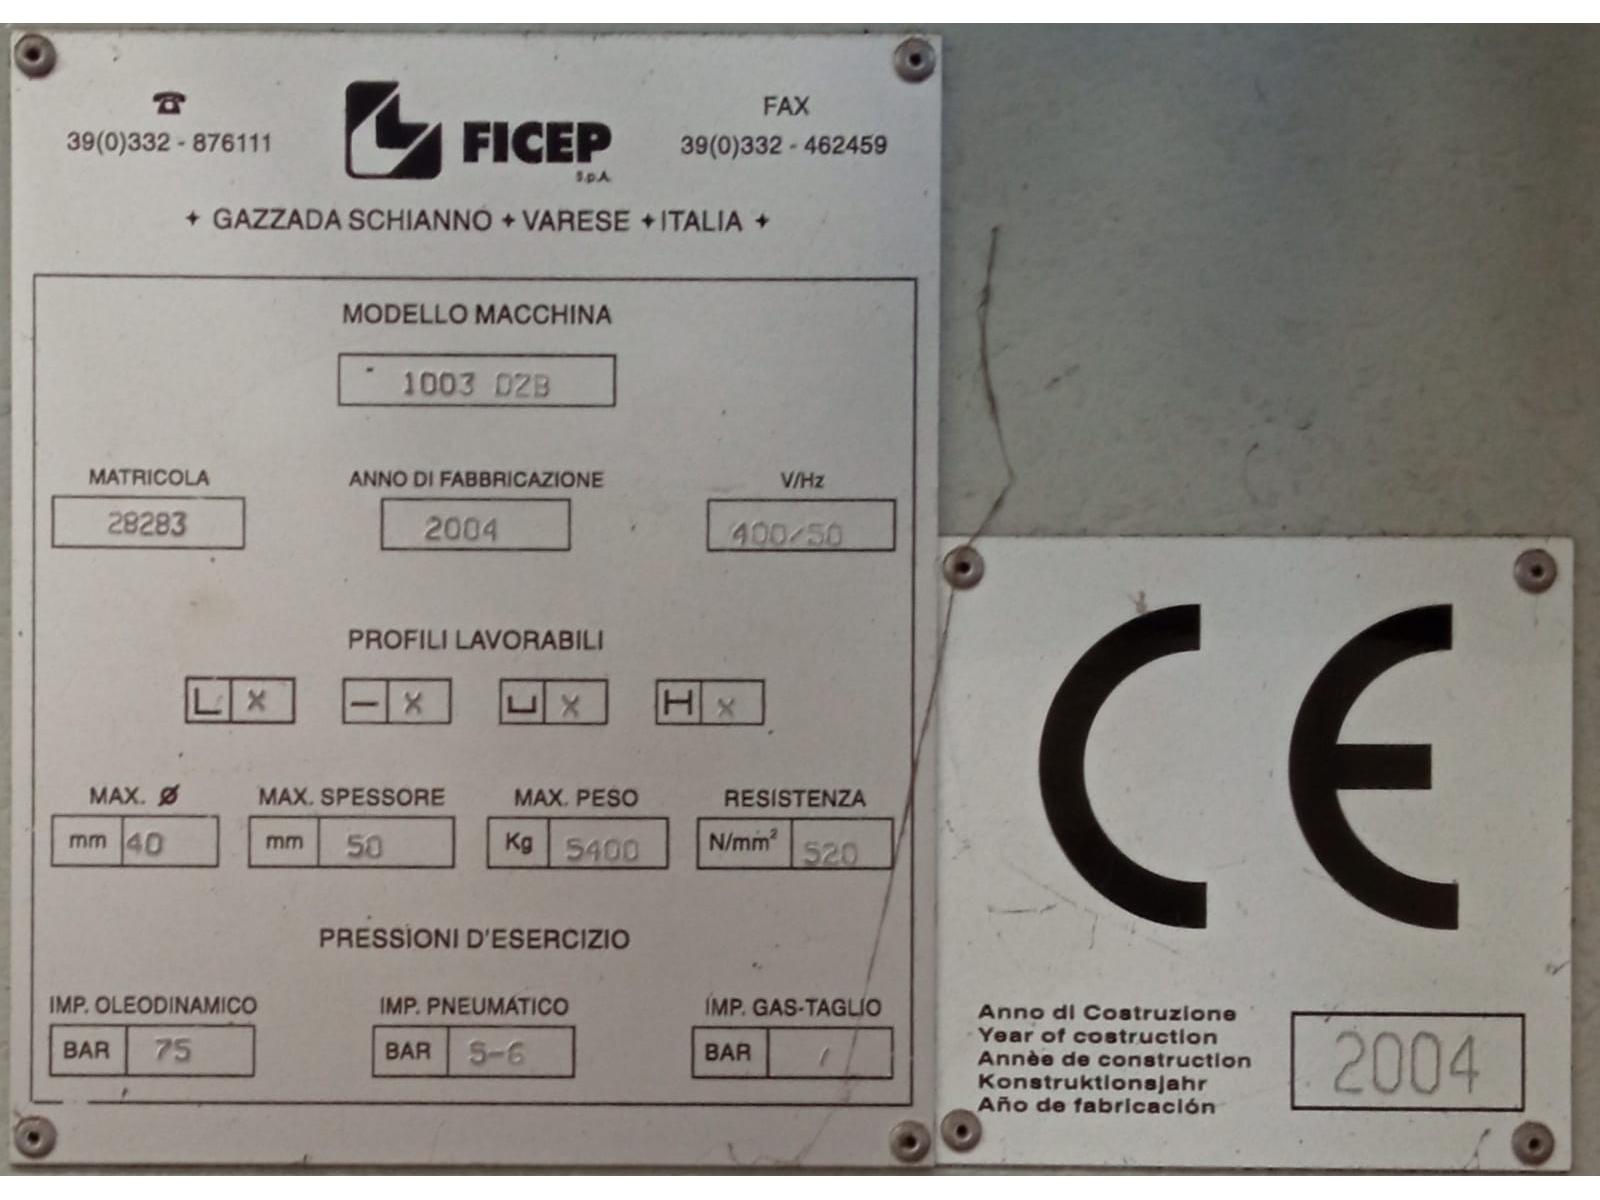 ☎ FAX
39(0)332 - 876111 FICEP 39(0)332 - 462459
S.p.A.
+ GAZZADA SCHIANNO + VARESE + ITALIA +
MODELLO MACCHINA
1003 DZB
MATRICOLA ANNO DI FABBRICAZIONE V/Hz
28283 2004 400/50
PROFILI LAVORABILI
X X X X
MAX. Ø MAX. SPESSORE MAX. PESO RESISTENZA
mm 40 mm 50 Kg 5400 N/mm² 520
PRESSIONI D'ESERCIZIO
IMP. OLEODINAMICO IMP. PNEUMATICO IMP. GAS-TAGLIO
BAR 75 BAR 5-6 BAR /
CE
Anno di Costruzione
Year of costruction
Annèe de construction
Konstruktionsjahr
Año de fabricación
2004